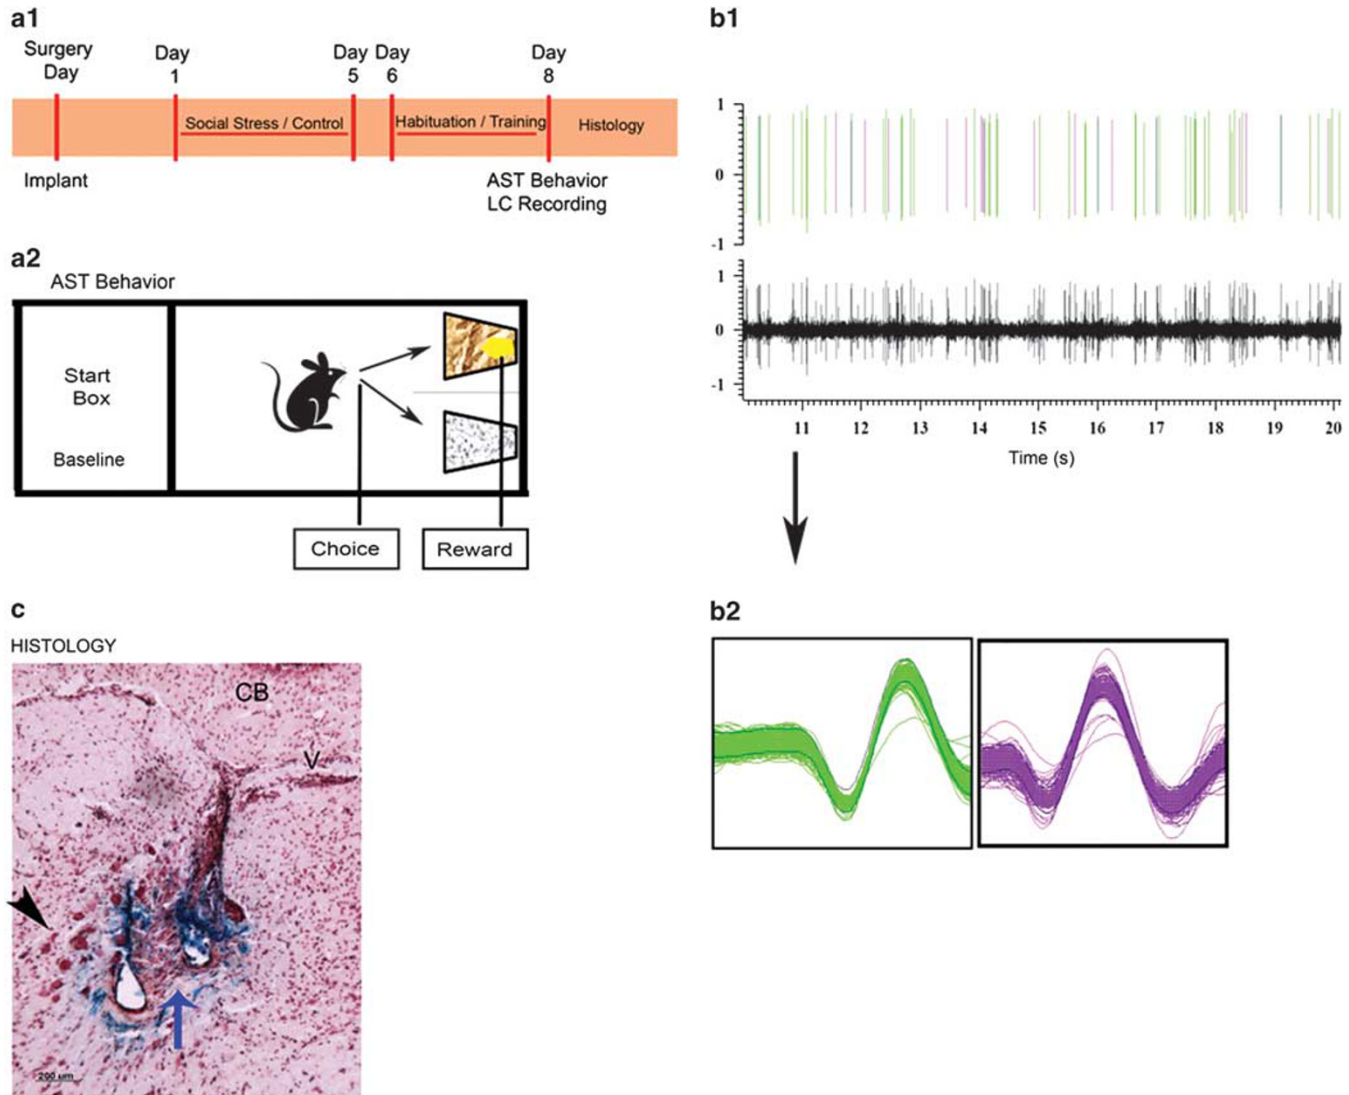 a1
Surgery Day
Day 1
Day 5
Day 6
Day 8
Social Stress / Control
Habituation / Training
Histology
Implant
AST Behavior
LC Recording
a2
AST Behavior
Start
Box
Baseline
Choice
Reward
b1
1
0
-1
1
0
-1
11 12 13 14 15 16 17 18 19 20
Time (s)
b2
c
HISTOLOGY
CB
V
200 um